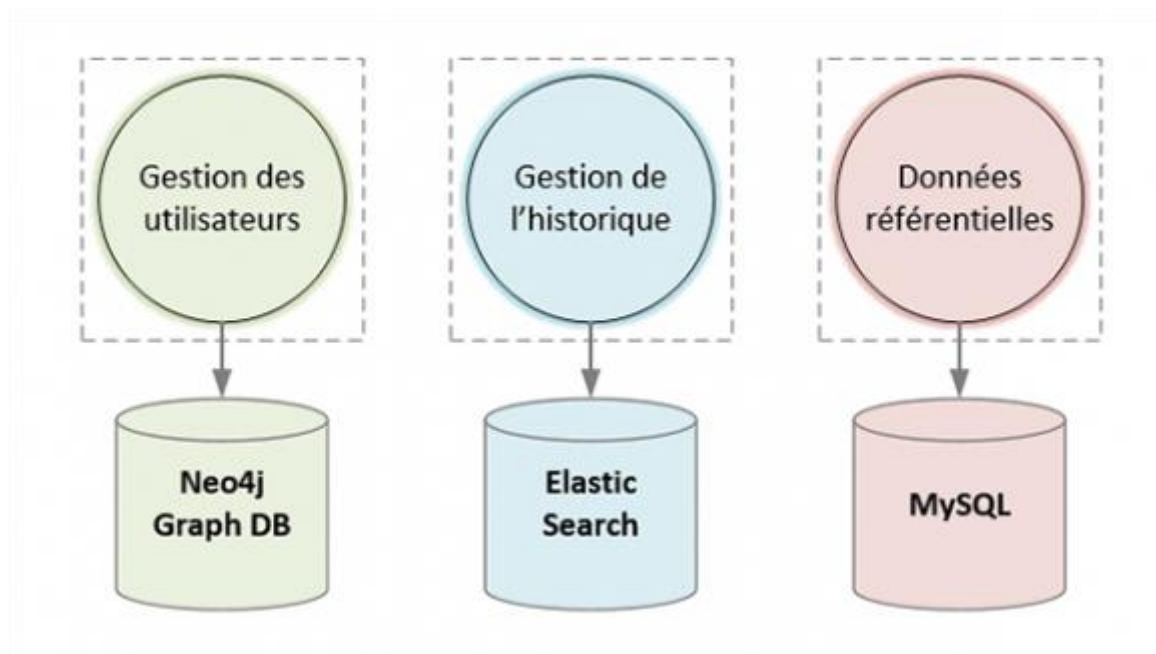 Gestion des
utilisateurs
Gestion de
l’historique
Données
référentielles
Neo4j
Graph DB
Elastic
Search
MySQL